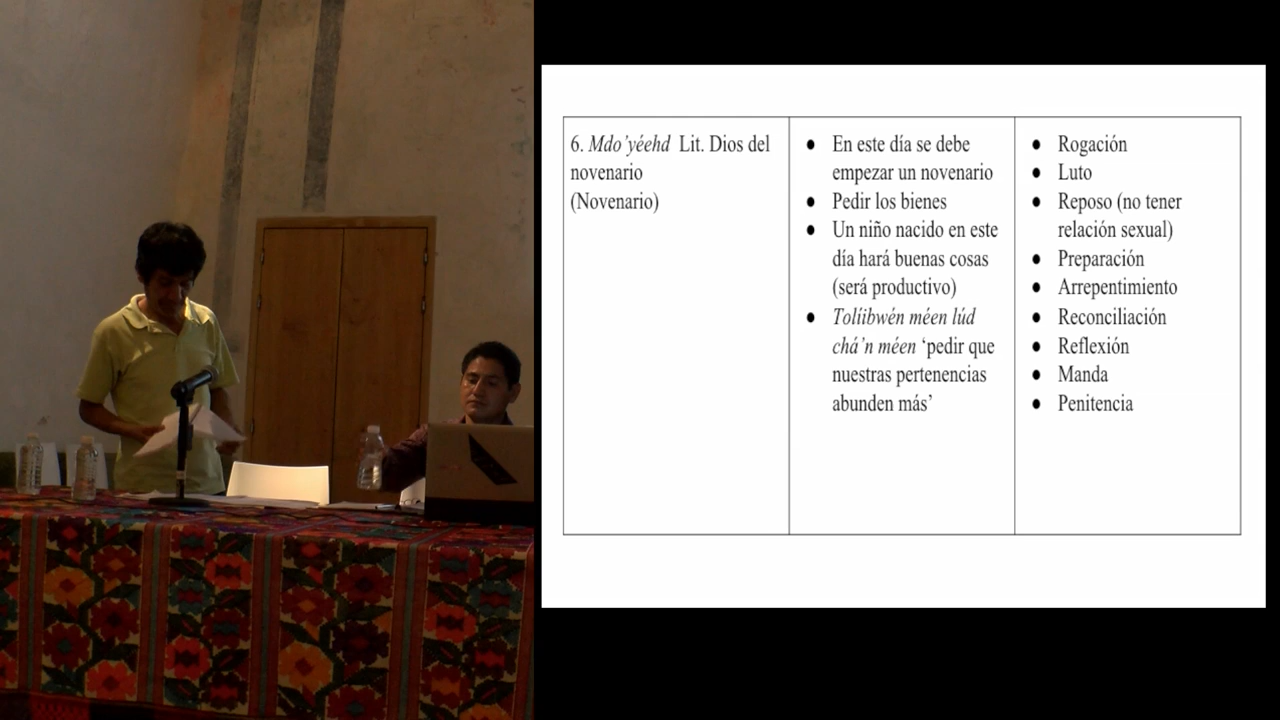 6. Mdo’yéehd Lit. Dios del
novenario
(Novenario)
● En este día se debe
empezar un novenario
● Pedir los bienes
● Un niño nacido en este
día hará buenas cosas
(será productivo)
● Tolíibwén méen lúd
chá’n méen ‘pedir que
nuestras pertenencias
abunden más’
● Rogación
● Luto
● Reposo (no tener
relación sexual)
● Preparación
● Arrepentimiento
● Reconciliación
● Reflexión
● Manda
● Penitencia